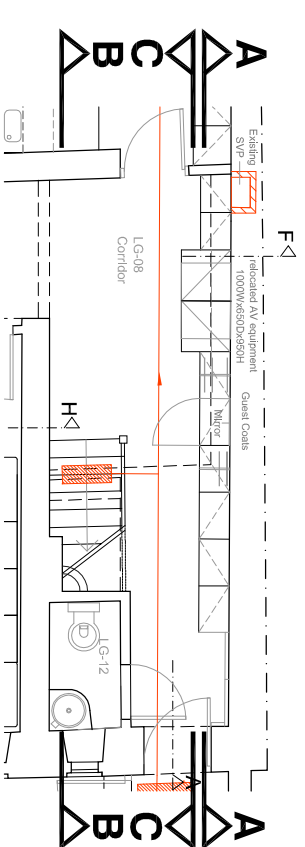 A
C
B
Existing
SVP
F
relocated AV equipment
1000Wx650Dx950H
Guest Coats
Mirror
LG-08
Corridor
H
LG-12
A
C
B